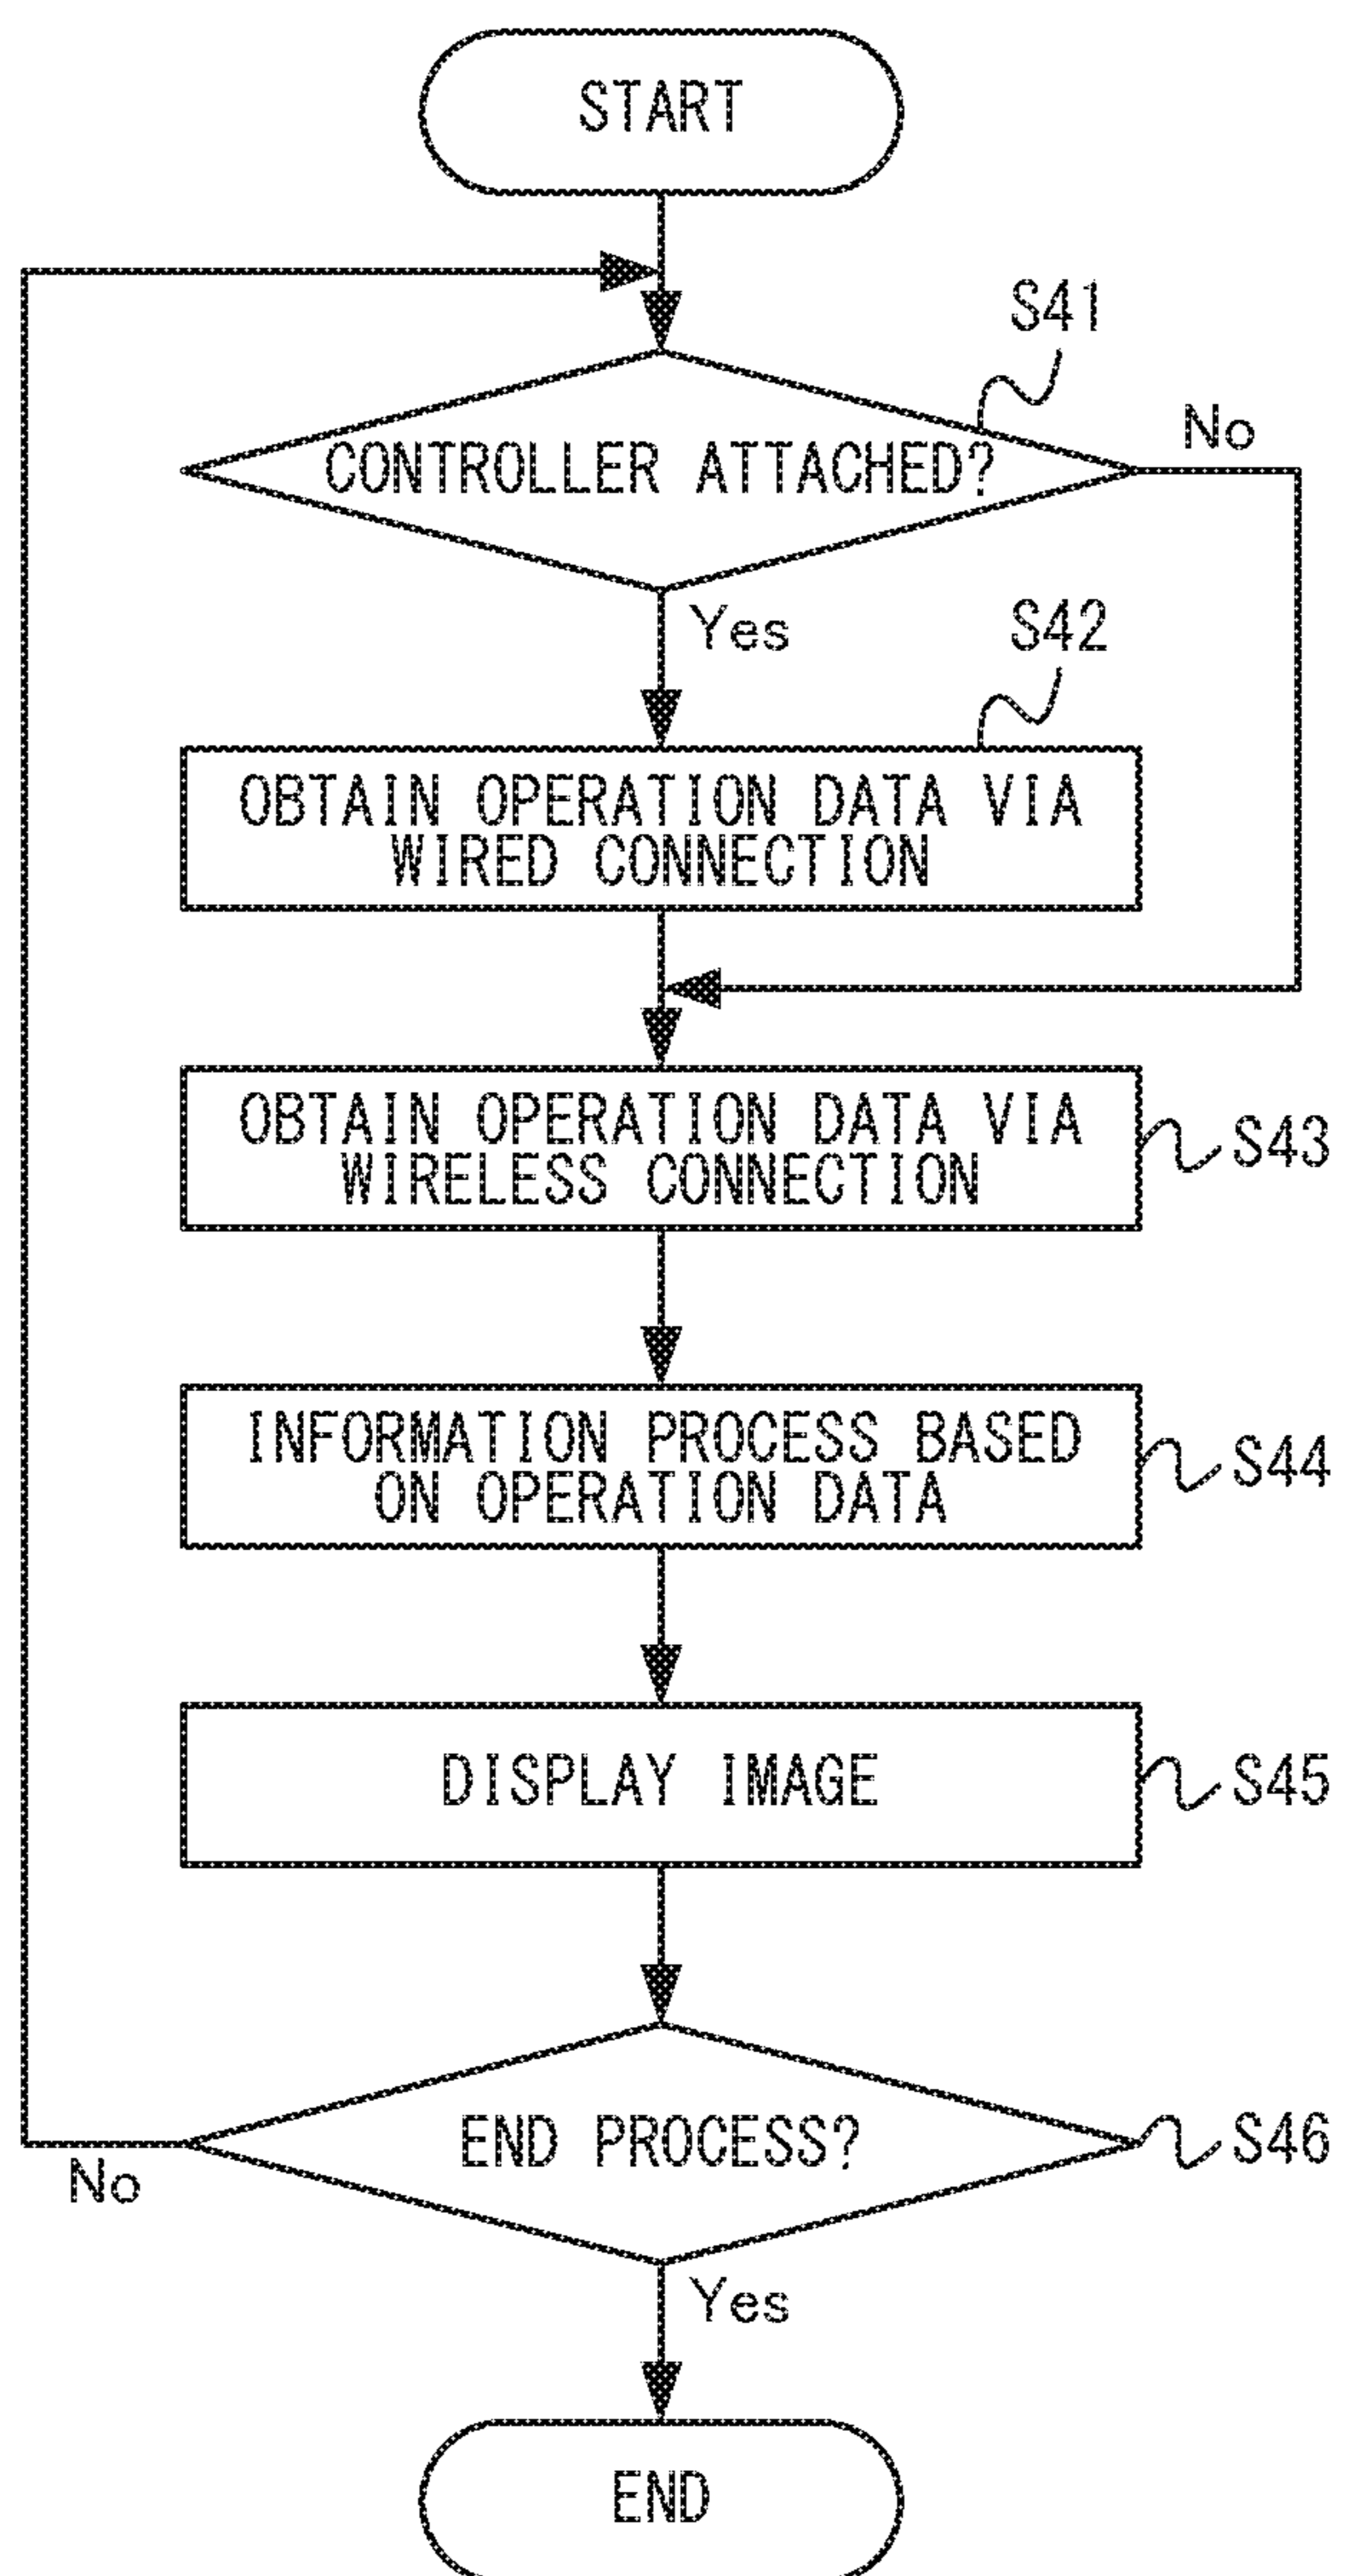 START
S41
CONTROLLER ATTACHED?
No
Yes
S42
OBTAIN OPERATION DATA VIA
WIRED CONNECTION
OBTAIN OPERATION DATA VIA
WIRELESS CONNECTION
S43
INFORMATION PROCESS BASED
ON OPERATION DATA
S44
DISPLAY IMAGE
S45
END PROCESS?
S46
No
Yes
END